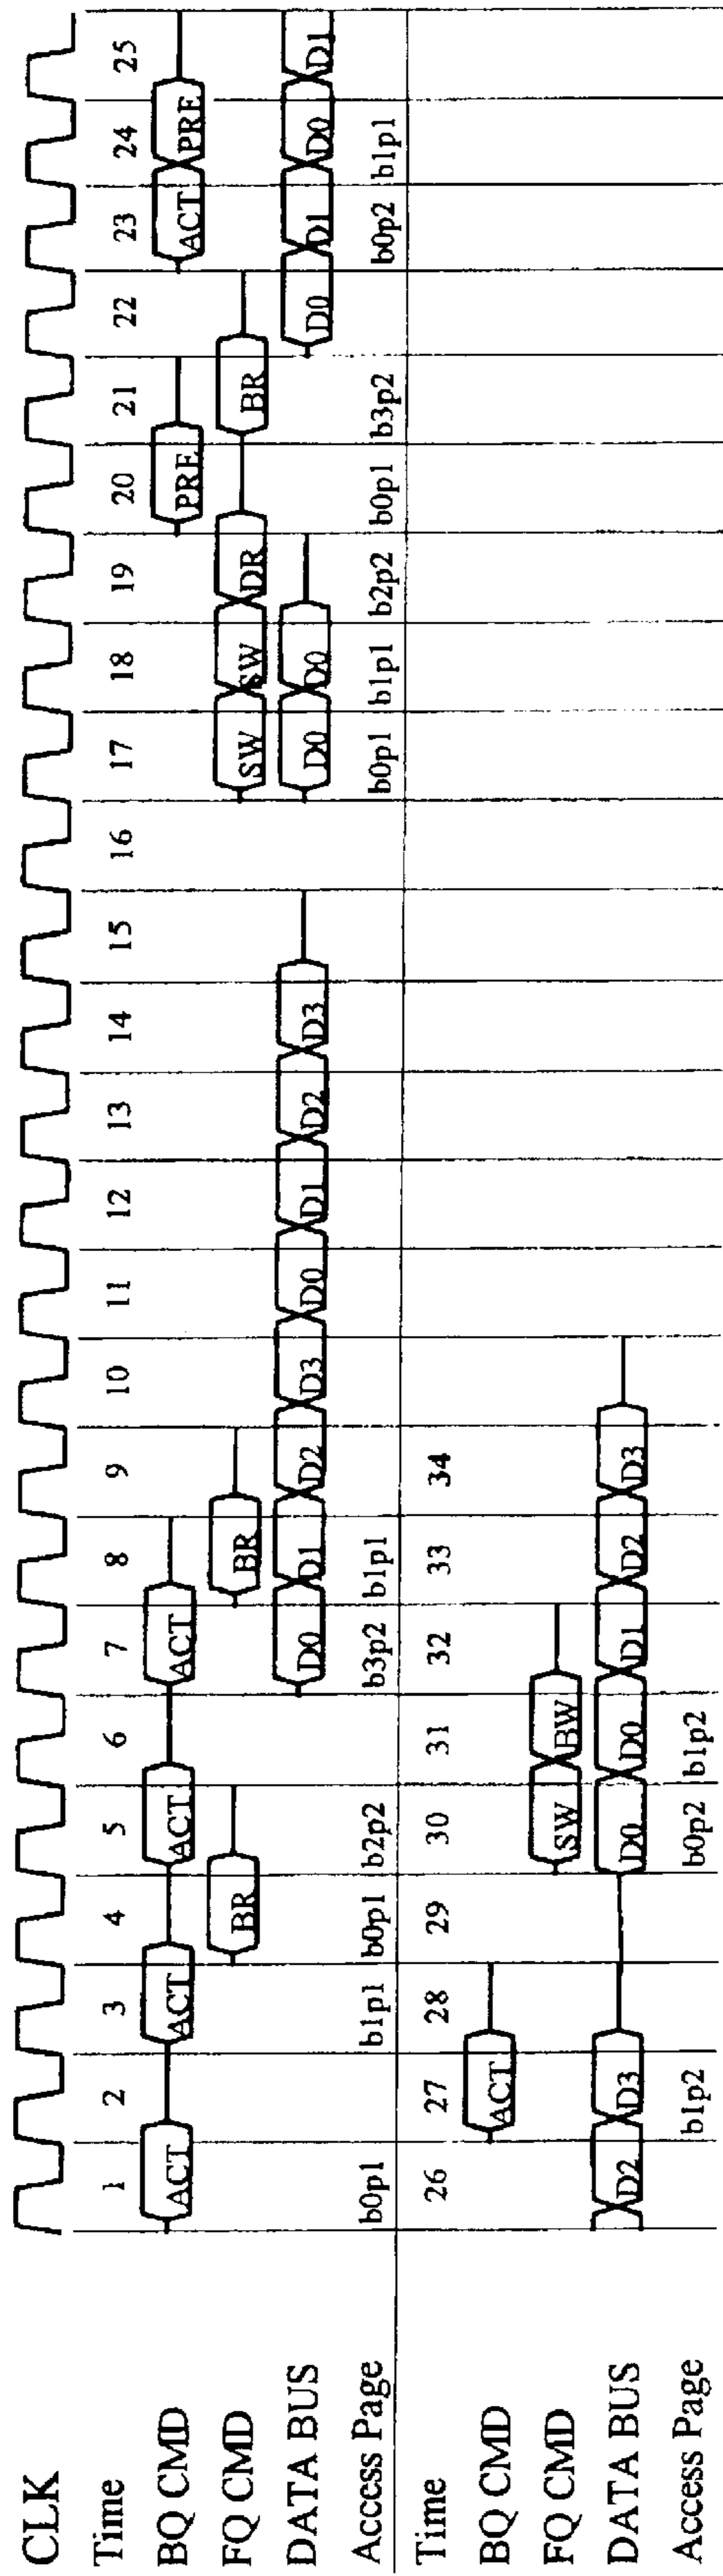 CLK
Time 1 2 3 4 5 6 7 8 9 10 11 12 13 14 15 16 17 18 19 20 21 22 23 24 25
BQ CMD ACT ACT ACT ACT PRE ACT PRE
FQ CMD BR BR SW SW DR BR
DATA BUS D0 D1 D2 D3 D0 D1 D2 D3 D0 D0 D0 D1 D0 D1
Access Page b0p1 b1p1 b0p1 b2p2 b3p2 b1p1 b0p1 b1p1 b2p2 b0p1 b3p2 b0p2 b1p1
Time 26 27 28 29 30 31 32 33 34
BQ CMD ACT
FQ CMD SW BW
DATA BUS D2 D3 D0 D0 D1 D2 D3
Access Page b1p2 b0p2 b1p2